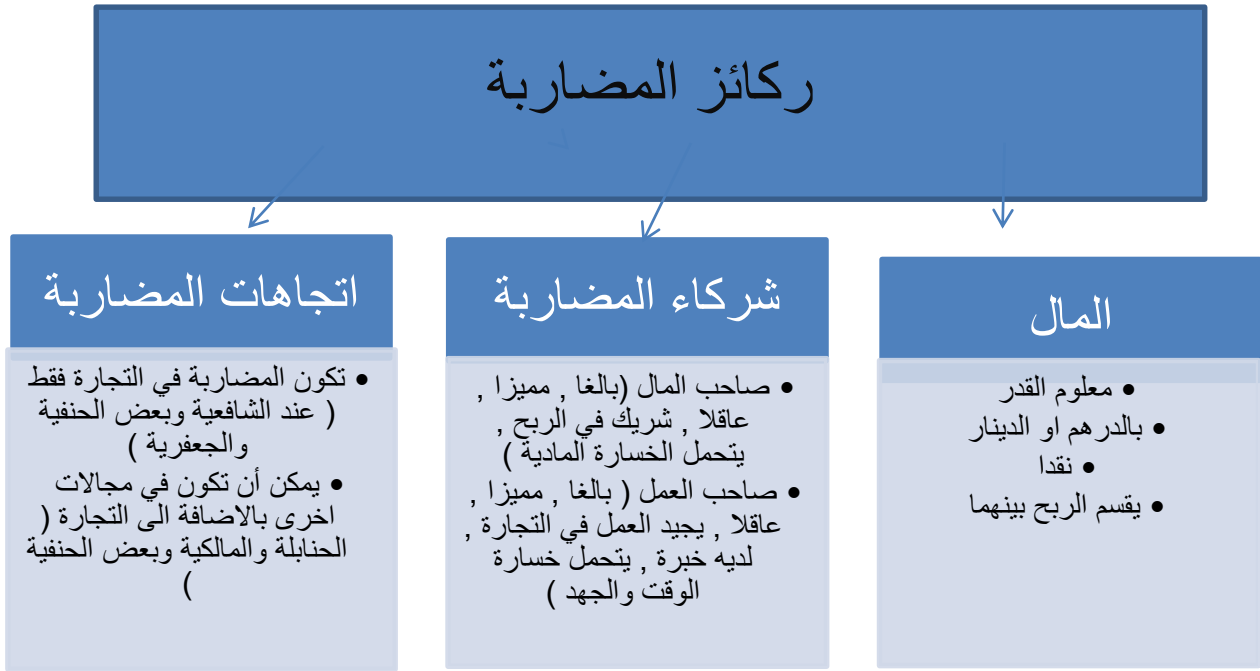 ركائز المضاربة
المال
• معلوم القدر
• بالدرهم او الدينار
• نقدا
• يقسم الربح بينهما
شركاء المضاربة
• صاحب المال (بالغا , مميزا ,
عاقلا , شريك في الربح ,
يتحمل الخسارة المادية )
• صاحب العمل ( بالغا , مميزا ,
عاقلا , يجيد العمل في التجارة ,
لديه خبرة , يتحمل خسارة
الوقت والجهد )
اتجاهات المضاربة
• تكون المضاربة في التجارة فقط
( عند الشافعية وبعض الحنفية
والجعفرية )
• يمكن أن تكون في مجالات
اخرى بالاضافة الى التجارة (
الحنابلة والمالكية وبعض الحنفية
)